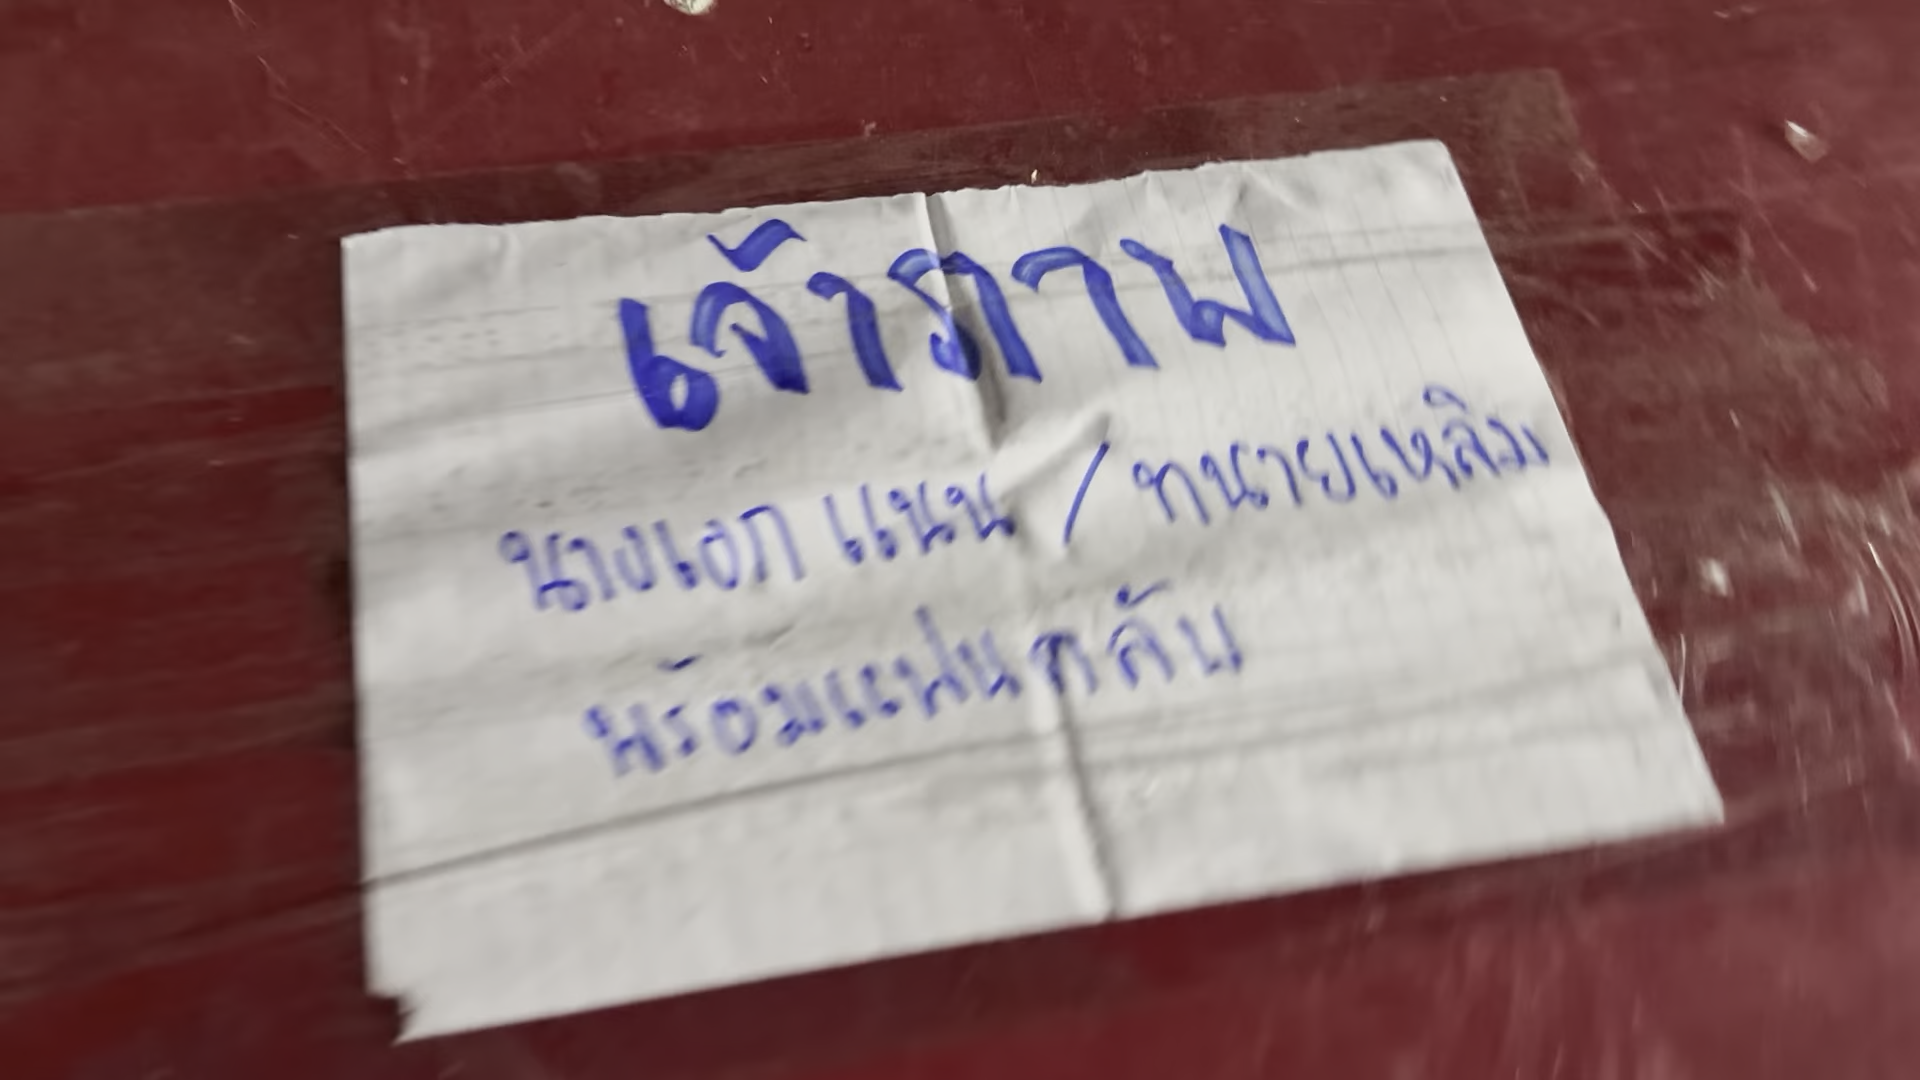 เจ้าภาพ
นางเอก แนน / ทนายเหลิม
พร้อมแฟนคลับ